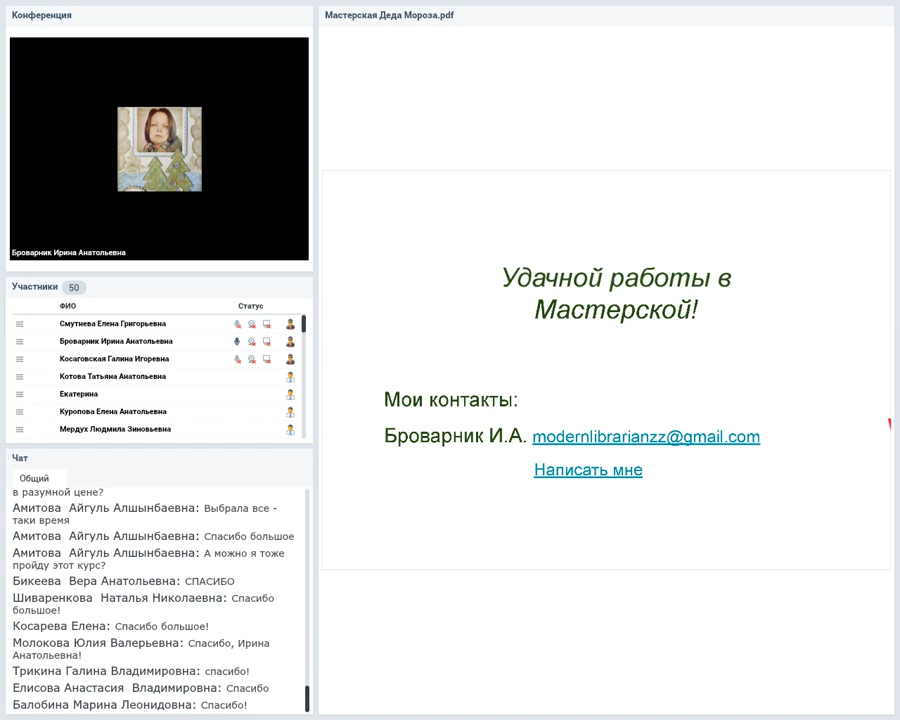 Конференция
Броварник Ирина Анатольевна
Участники 50
ФИО Статус
Смутнева Елена Григорьевна
Броварник Ирина Анатольевна
Косаговская Галина Игоревна
Котова Татьяна Анатольевна
Екатерина
Куропова Елена Анатольевна
Мердух Людмила Зиновьевна
Чат
Общий
в разумной цене?
Амитова Айгуль Алшынбаевна: Выбрала все -
таки время
Амитова Айгуль Алшынбаевна: Спасибо большое
Амитова Айгуль Алшынбаевна: А можно я тоже
пройду этот курс?
Бикеева Вера Анатольевна: СПАСИБО
Шиваренкова Наталья Николаевна: Спасибо
большое!
Косарева Елена: Спасибо большое!
Молокова Юлия Валерьевна: Спасибо, Ирина
Анатольевна!
Трикина Галина Владимировна: спасибо!
Елисова Анастасия Владимировна: Спасибо
Балобина Марина Леонидовна: Спасибо!
Мастерская Деда Мороза.pdf
Удачной работы в
Мастерской!
Мои контакты:
Броварник И.А. modernlibrarianzz@gmail.com
Написать мне